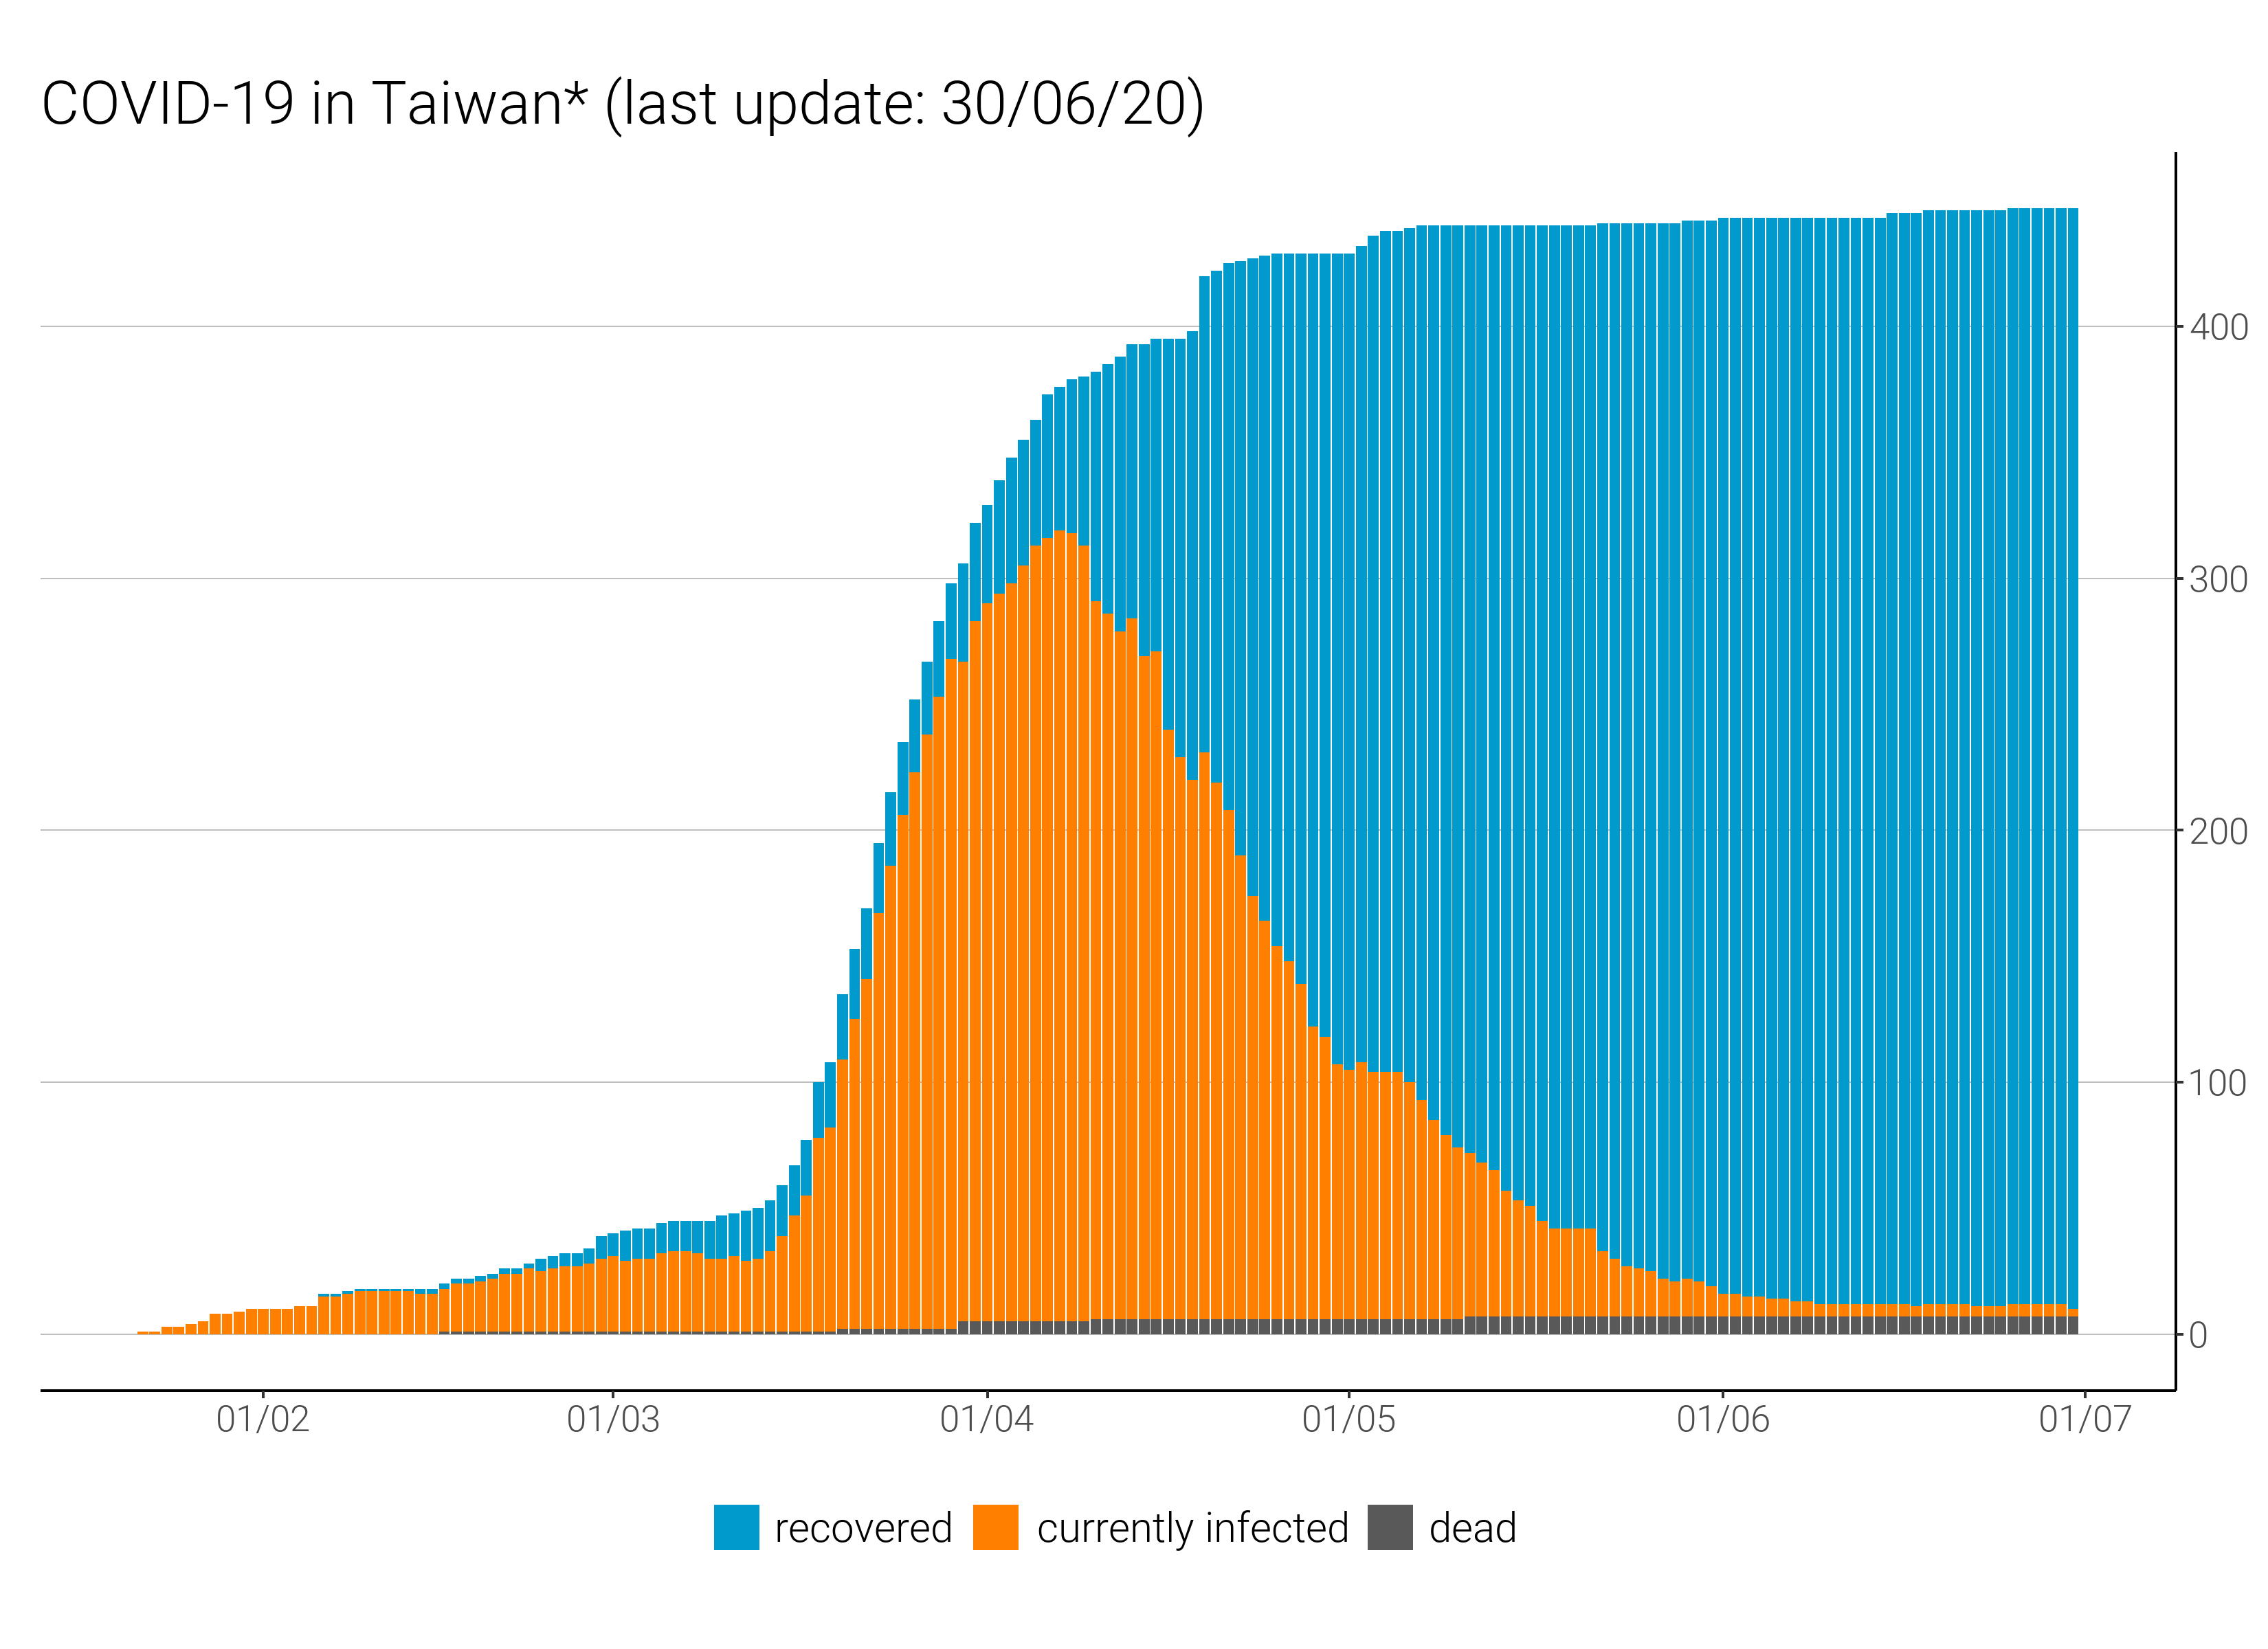 COVID-19 in Taiwan* (last update: 30/06/20)
400
300
200
100
0
01/02 01/03 01/04 01/05 01/06 01/07
recovered currently infected dead